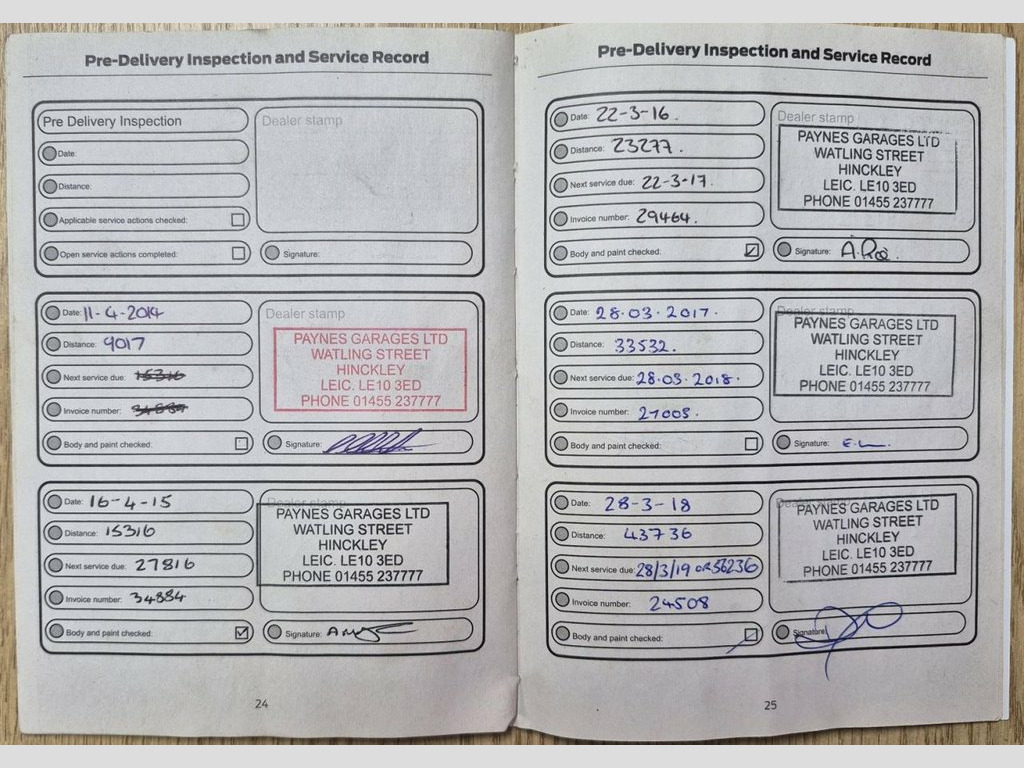 Pre-Delivery Inspection and Service Record
Pre Delivery Inspection
Date:
Distance:
Applicable service actions checked:
Open service actions completed:
Dealer stamp
Signature:
Date: 11-4-2014
Distance: 9017
Next service due: 15316
Invoice number:
Body and paint checked:
Dealer stamp
PAYNES GARAGES LTD
WATLING STREET
HINCKLEY
LEIC. LE10 3ED
PHONE 01455 237777
Signature:
Date: 16-4-15
Distance: 15316
Next service due: 27816
Invoice number: 34884
Body and paint checked:
Dealer stamp
PAYNES GARAGES LTD
WATLING STREET
HINCKLEY
LEIC. LE10 3ED
PHONE 01455 237777
Signature:
24
Pre-Delivery Inspection and Service Record
Date: 22-3-16.
Distance: 23277.
Next service due: 22-3-17.
Invoice number: 29464.
Body and paint checked:
Dealer stamp
PAYNES GARAGES LTD
WATLING STREET
HINCKLEY
LEIC. LE10 3ED
PHONE 01455 237777
Signature:
Date: 28.03.2017.
Distance: 33532.
Next service due: 28.03.2018.
Invoice number: 27003.
Body and paint checked:
Dealer stamp
PAYNES GARAGES LTD
WATLING STREET
HINCKLEY
LEIC. LE10 3ED
PHONE 01455 237777
Signature: E.L.
Date: 28-3-18
Distance: 43736
Next service due: 28/3/19 OR 56236
Invoice number: 24508
Body and paint checked:
Dealer stamp
PAYNES GARAGES LTD
WATLING STREET
HINCKLEY
LEIC. LE10 3ED
PHONE 01455 237777
Signature:
25